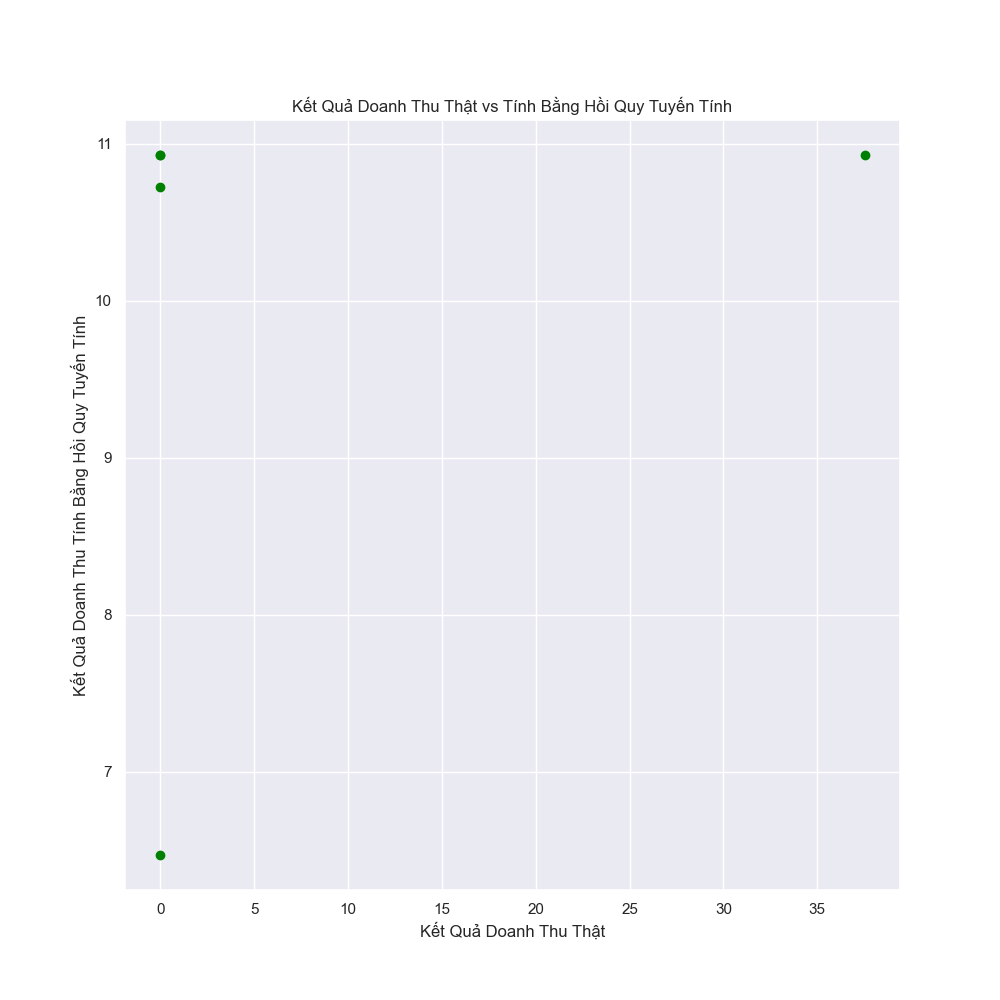 Kết Quả Doanh Thu Thật vs Tính Bằng Hồi Quy Tuyến Tính
Kết Quả Doanh Thu Tính Bằng Hồi Quy Tuyến Tính
11
10
9
8
7
0 5 10 15 20 25 30 35
Kết Quả Doanh Thu Thật